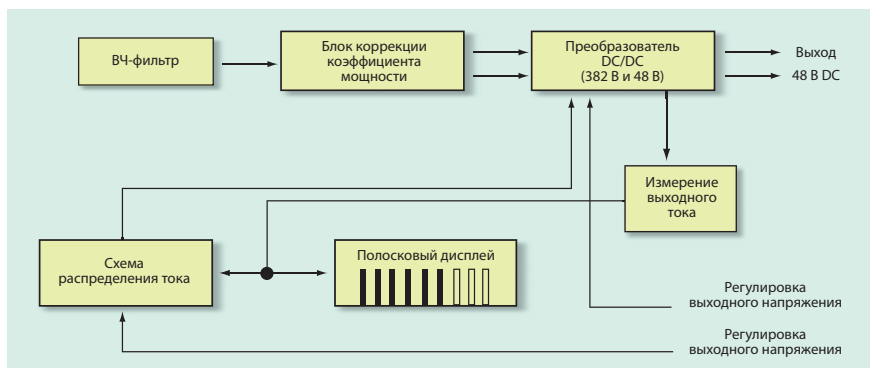 ВЧ-фильтр
Блок коррекции
коэффициента
мощности
Преобразователь
DC/DC
(382 В и 48 В)
Выход
48 В DC
Измерение
выходного
тока
Схема
распределения тока
Полосковый дисплей
Регулировка
выходного напряжения
Регулировка
выходного напряжения